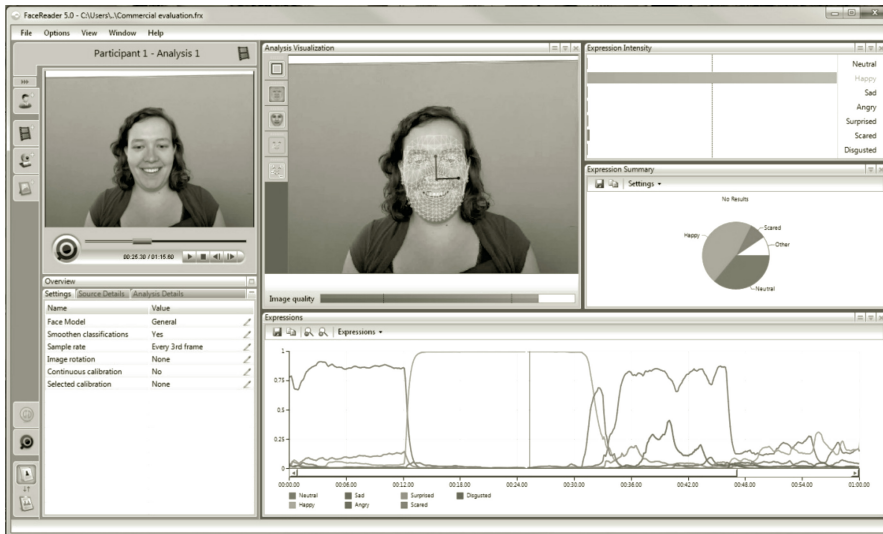 FaceReader 5.0 - C:\Users\..\Commercial evaluation.frx
File Options View Window Help
Participant 1 - Analysis 1
00:25.30 / 01:15.60
Overview
Settings Source Details Analysis Details
Name Value
Face Model General
Smoothen classifications Yes
Sample rate Every 3rd frame
Image rotation None
Continuous calibration No
Selected calibration None
Analysis Visualization
Image quality
Expression Intensity
Neutral
Happy
Sad
Angry
Surprised
Scared
Disgusted
Expression Summary
Settings
No Results
Happy
Scared
Other
Neutral
Expressions
Expressions
1
0.75
0.5
0.25
0
00:00.00 00:06.00 00:12.00 00:18.00 00:24.00 00:30.00 00:36.00 00:42.00 00:48.00 00:54.00 01:00.00
Neutral Sad Surprised Disgusted
Happy Angry Scared